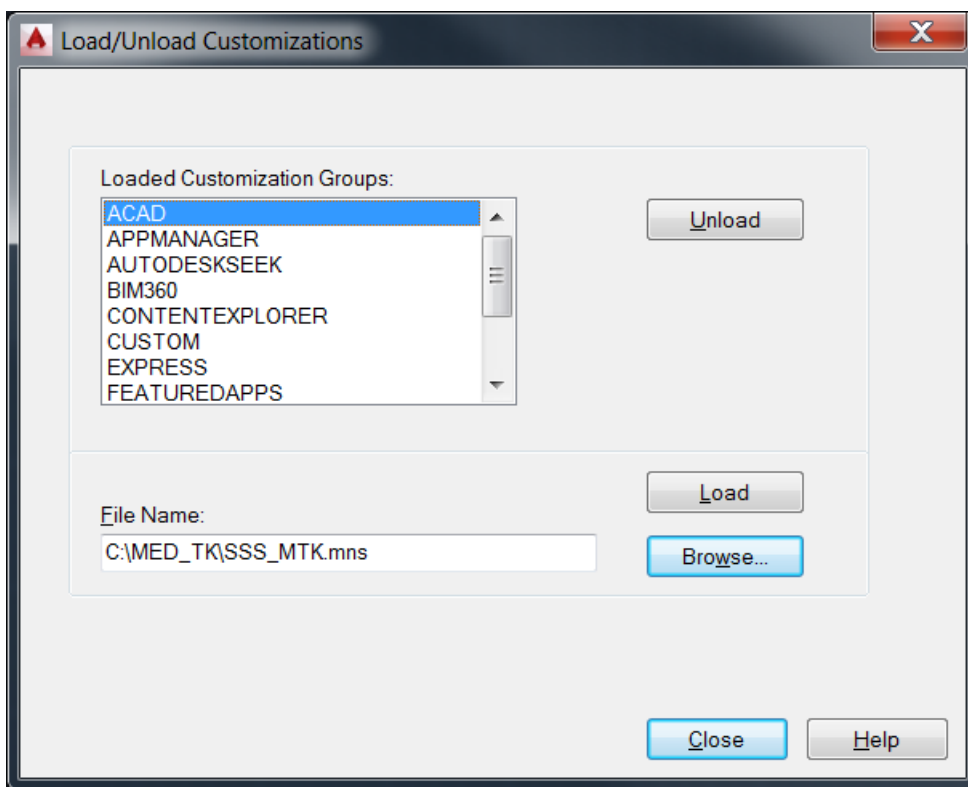 Load/Unload Customizations
Loaded Customization Groups:
ACAD
APPMANAGER
AUTODESKSEEK
BIM360
CONTENTEXPLORER
CUSTOM
EXPRESS
FEATUREDAPPS
Unload
Load
File Name:
C:\MED_TK\SSS_MTK.mns
Browse...
Close
Help